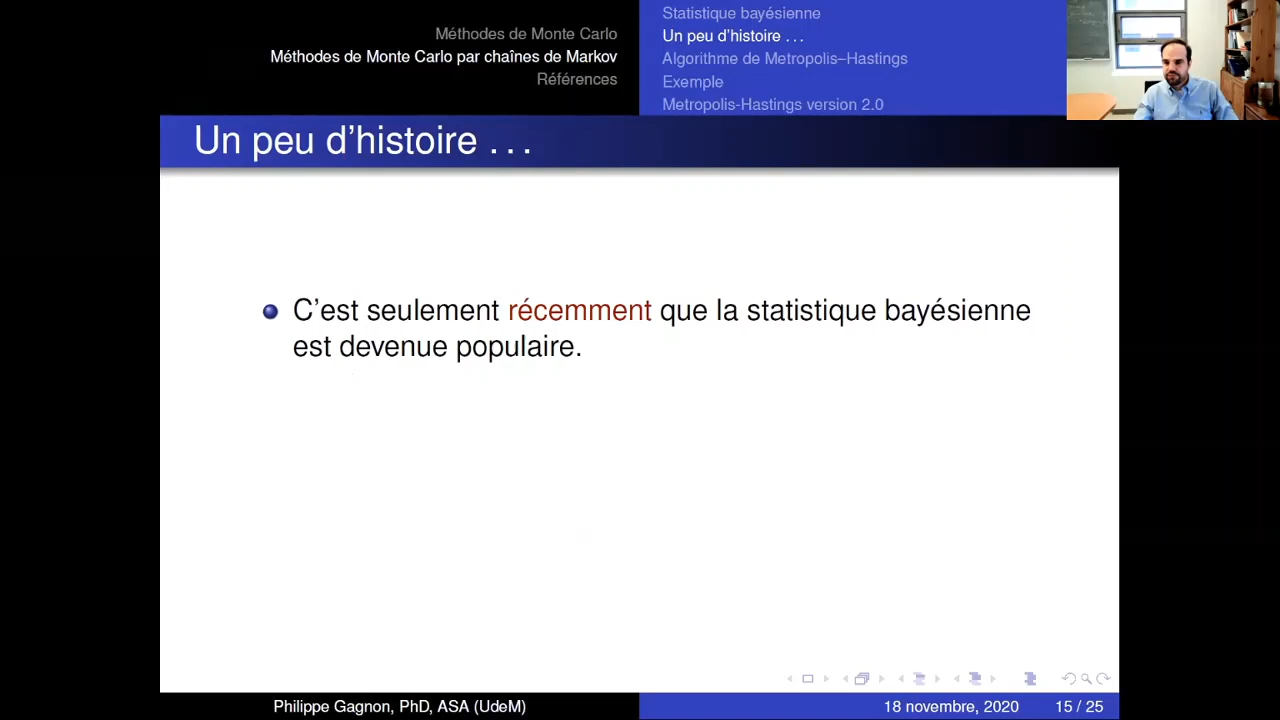 Méthodes de Monte Carlo
Méthodes de Monte Carlo par chaînes de Markov
Références
Statistique bayésienne
Un peu d'histoire . . .
Algorithme de Metropolis–Hastings
Exemple
Metropolis-Hastings version 2.0
Un peu d'histoire . . .
C'est seulement récemment que la statistique bayésienne
est devenue populaire.
Philippe Gagnon, PhD, ASA (UdeM)
18 novembre, 2020
15 / 25